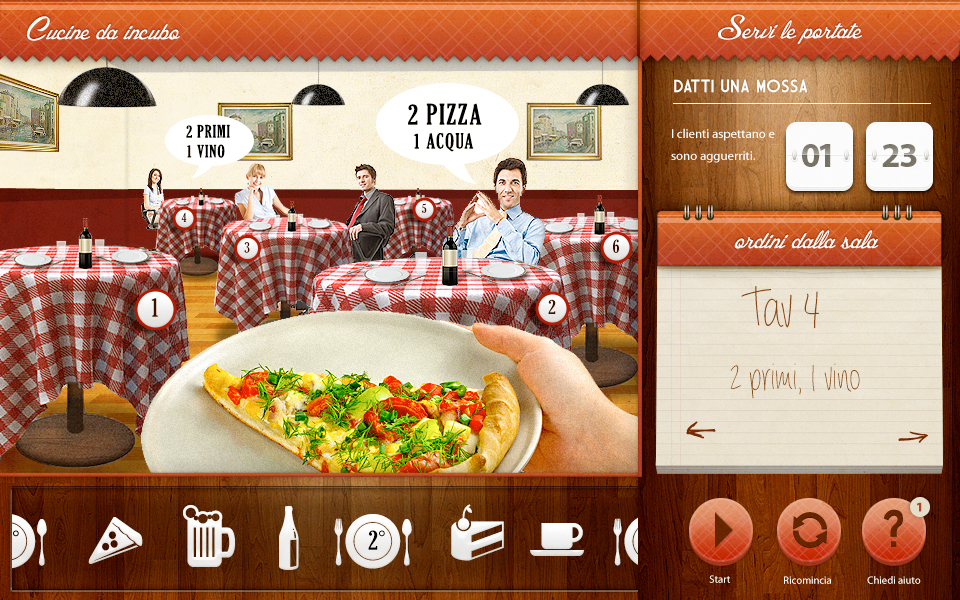 Cucine da incubo
Servi le portate
DATTI UNA MOSSA
I clienti aspettano e
sono agguerriti.
01
23
2 PRIMI
1 VINO
2 PIZZA
1 ACQUA
4
5
3
6
1
2
ordini dalla sala
Tav 4
2 primi, 1 vino
2°
1
Start
Ricomincia
Chiedi aiuto